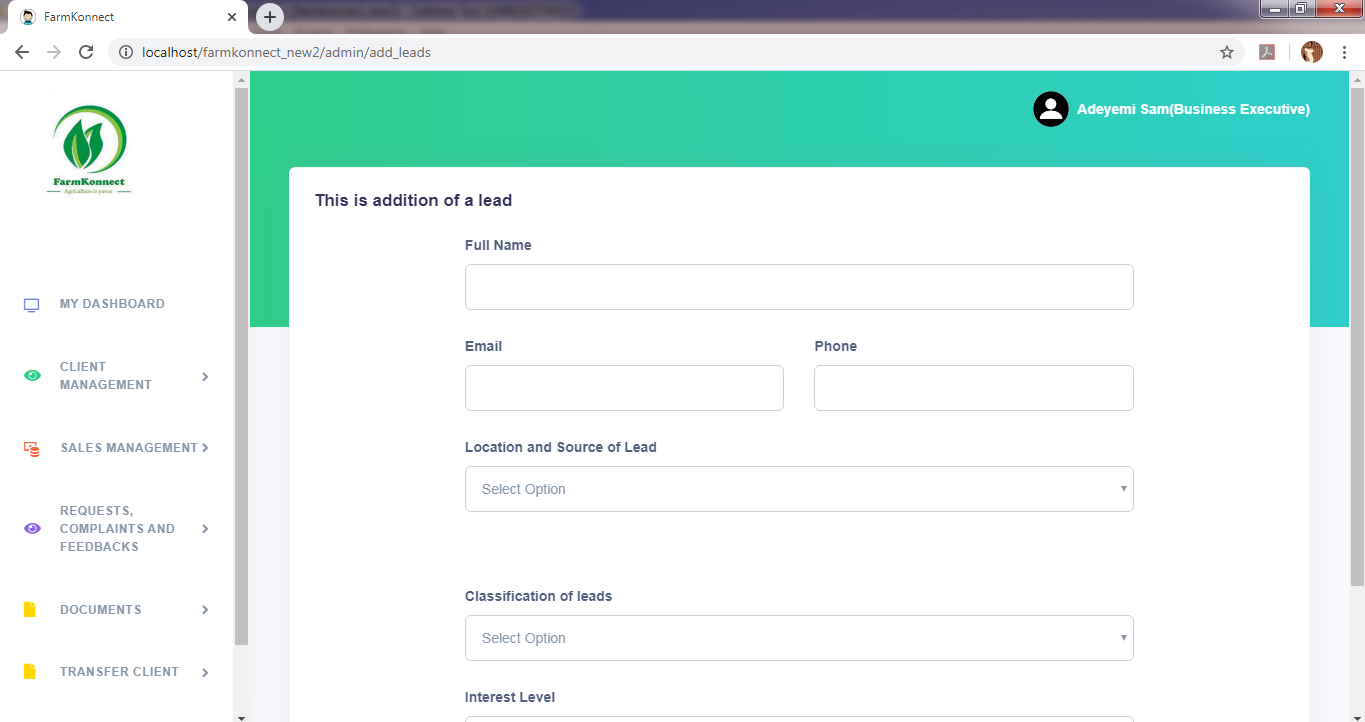 FarmKonnect
localhost/farmkonnect_new2/admin/add_leads
FarmKonnect
Adeyemi Sam(Business Executive)
MY DASHBOARD
CLIENT
MANAGEMENT
SALES MANAGEMENT
REQUESTS,
COMPLAINTS AND
FEEDBACKS
DOCUMENTS
TRANSFER CLIENT
This is addition of a lead
Full Name
Email
Phone
Location and Source of Lead
Select Option
Classification of leads
Select Option
Interest Level